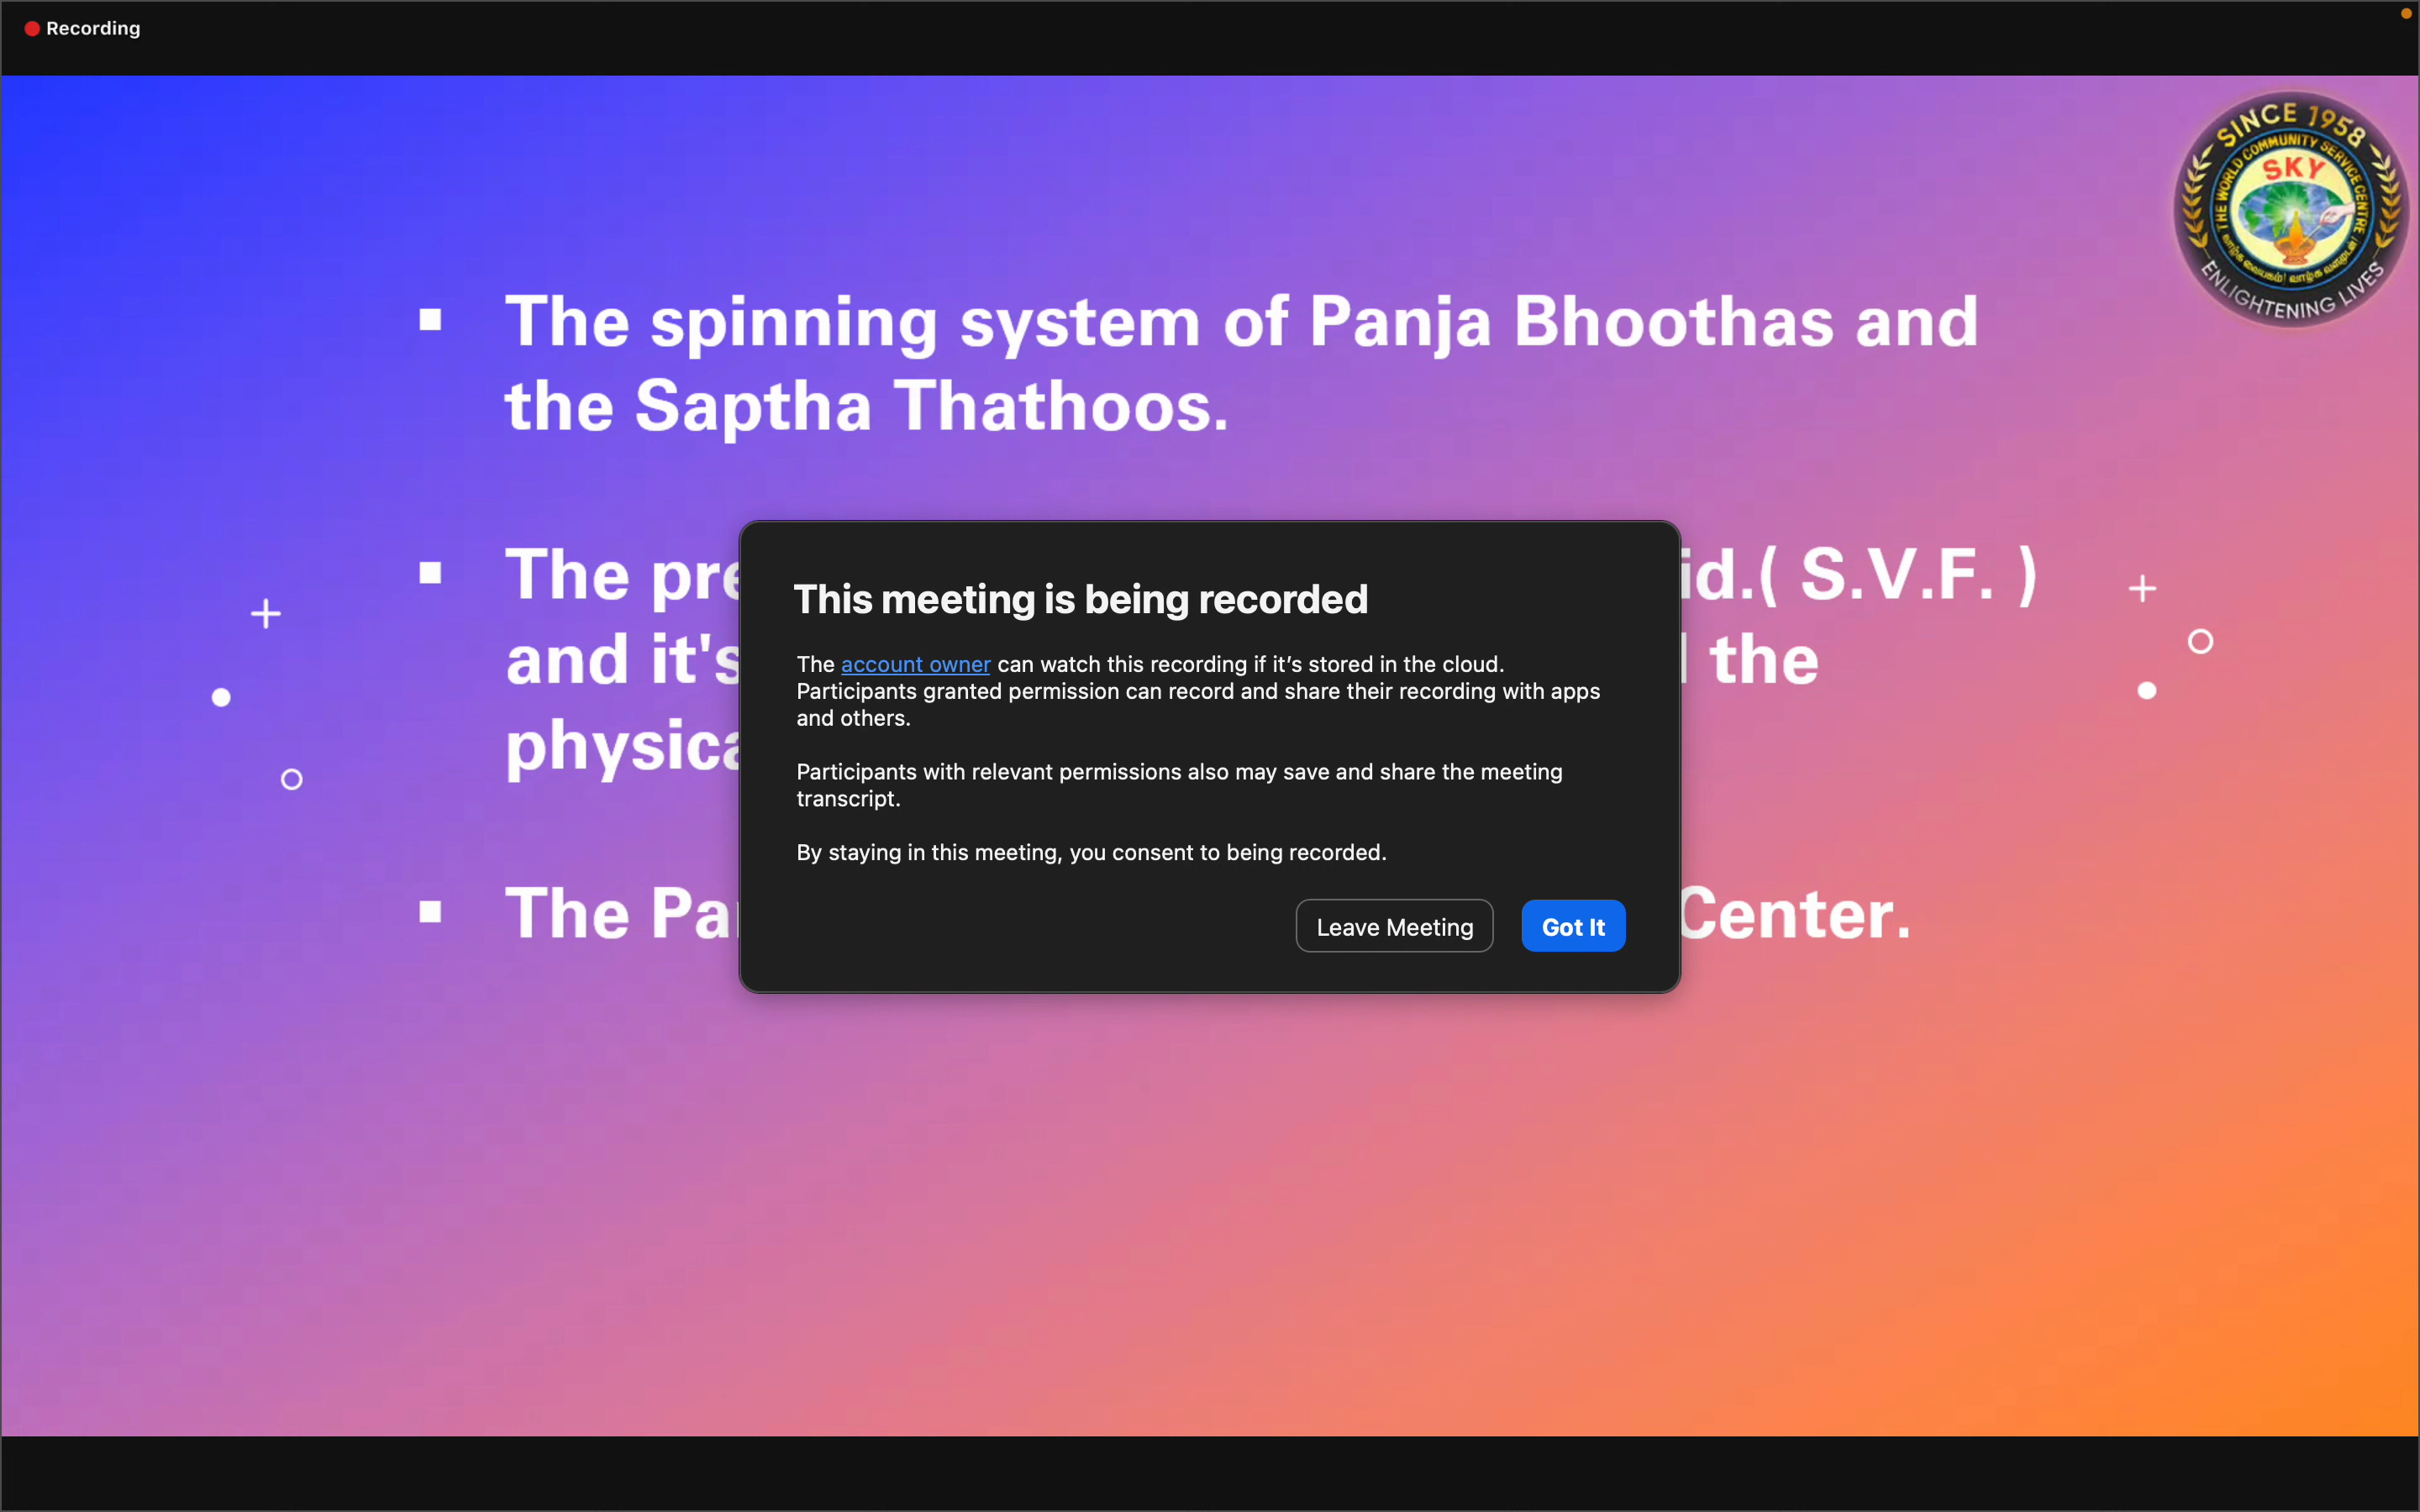 Recording
SINCE 1958
THE WORLD COMMUNITY SERVICE CENTRE
SKY
வாழ்க வையகம்! வாழ்க வளமுடன்!
ENLIGHTENING LIVES
▪ The spinning system of Panja Bhoothas and
the Saptha Thathoos.
▪ The id.( S.V.F. )
and the
▪ The Center.
This meeting is being recorded
The account owner can watch this recording if it’s stored in the cloud.
Participants granted permission can record and share their recording with apps
and others.
Participants with relevant permissions also may save and share the meeting
transcript.
By staying in this meeting, you consent to being recorded.
Leave Meeting
Got It